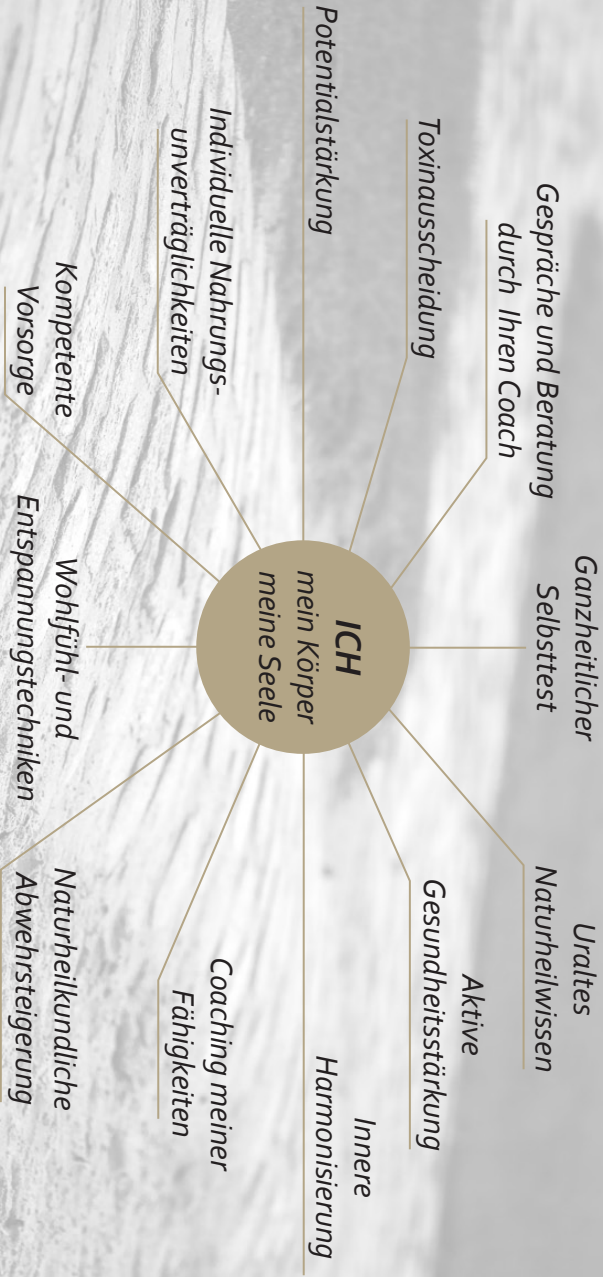 Ganzheitlicher
Selbsttest
Gespräche und Beratung
durch Ihren Coach
Toxinausscheidung
Potentialstärkung
Individuelle Nahrungs-
unverträglichkeiten
Kompetente
Vorsorge
ICH
mein Körper
meine Seele
Uraltes
Naturheilwissen
Aktive
Gesundheitsstärkung
Innere
Harmonisierung
Coaching meiner
Fähigkeiten
Naturheilkundliche
Abwehrsteigerung
Wohlfühl- und
Entspannungstechniken